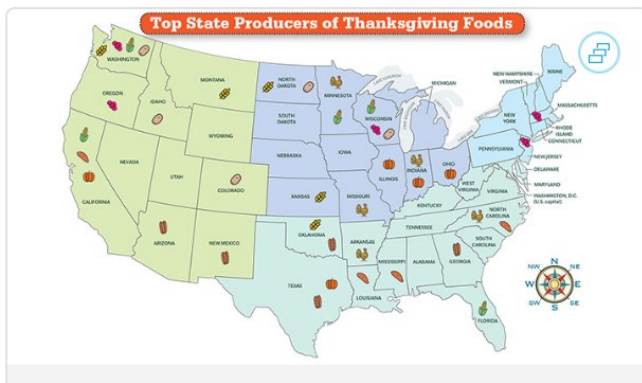 Top State Producers of Thanksgiving Foods
WASHINGTON
OREGON
IDAHO
MONTANA
WYOMING
NEVADA
UTAH
COLORADO
CALIFORNIA
ARIZONA
NEW MEXICO
NORTH
DAKOTA
SOUTH
DAKOTA
NEBRASKA
KANSAS
MINNESOTA
IOWA
MISSOURI
WISCONSIN
ILLINOIS
MICHIGAN
INDIANA
OHIO
OKLAHOMA
TEXAS
ARKANSAS
LOUISIANA
MISSISSIPPI
ALABAMA
TENNESSEE
KENTUCKY
GEORGIA
FLORIDA
SOUTH
CAROLINA
NORTH
CAROLINA
VIRGINIA
WEST
VIRGINIA
PENNSYLVANIA
NEW
YORK
NEW HAMPSHIRE
VERMONT
MAINE
MASSACHUSETTS
RHODE
ISLAND
CONNECTICUT
NEW JERSEY
DELAWARE
MARYLAND
WASHINGTON, D.C.
(U.S. capital)
N
NW NE
W E
SW SE
S